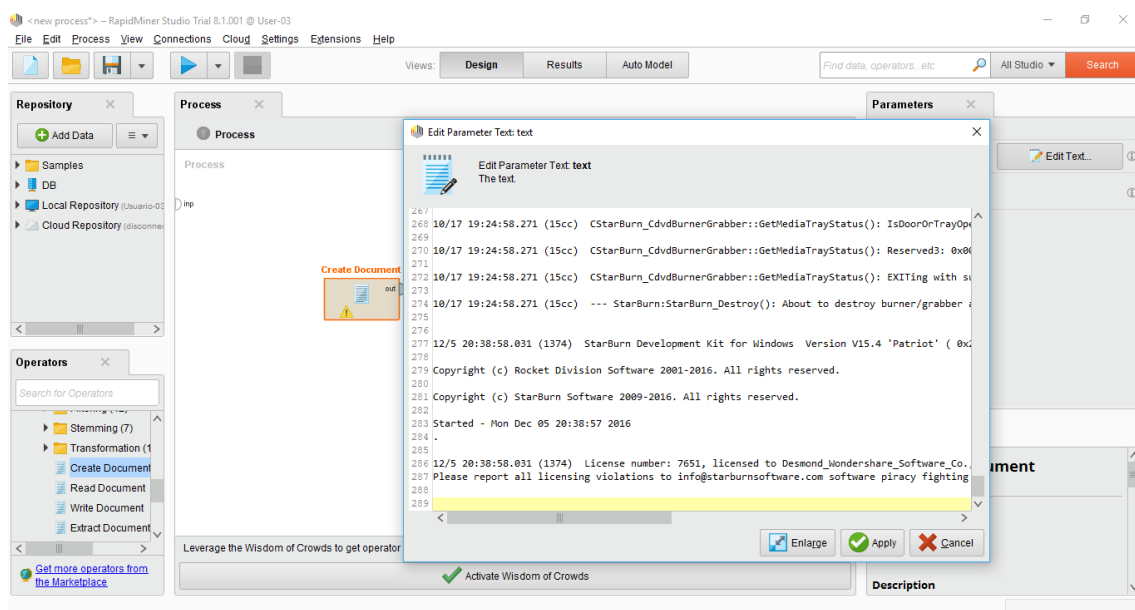 <new process*> – RapidMiner Studio Trial 8.1.001 @ User-03
File Edit Process View Connections Cloud Settings Extensions Help
Views: Design Results Auto Model
Find data, operators...etc
All Studio
Search
Repository
Add Data
Samples
DB
Local Repository (Usuario-03
Cloud Repository (disconne
Operators
Search for Operators
Stemming (7)
Transformation (1
Create Document
Read Document
Write Document
Extract Document
Get more operators from
the Marketplace
Process
Process
Process
inp
Create Document
out
Leverage the Wisdom of Crowds to get operator
Activate Wisdom of Crowds
Edit Parameter Text: text
Edit Parameter Text: text
The text.
267
268 10/17 19:24:58.271 (15cc) CStarBurn_CdvdBurnerGrabber::GetMediaTrayStatus(): IsDoorOrTrayOpe
269
270 10/17 19:24:58.271 (15cc) CStarBurn_CdvdBurnerGrabber::GetMediaTrayStatus(): Reserved3: 0x00
271
272 10/17 19:24:58.271 (15cc) CStarBurn_CdvdBurnerGrabber::GetMediaTrayStatus(): EXITing with su
273
274 10/17 19:24:58.271 (15cc) --- StarBurn:StarBurn_Destroy(): About to destroy burner/grabber a
275
276
277 12/5 20:38:58.031 (1374) StarBurn Development Kit for Windows Version V15.4 'Patriot' ( 0x2
278
279 Copyright (c) Rocket Division Software 2001-2016. All rights reserved.
280
281 Copyright (c) StarBurn Software 2009-2016. All rights reserved.
282
283 Started - Mon Dec 05 20:38:57 2016
284 .
285
286 12/5 20:38:58.031 (1374) License number: 7651, licensed to Desmond_Wondershare_Software_Co.,
287 Please report all licensing violations to info@starburnsoftware.com software piracy fighting
288
289
Enlarge
Apply
Cancel
Parameters
Edit Text...
ument
Description